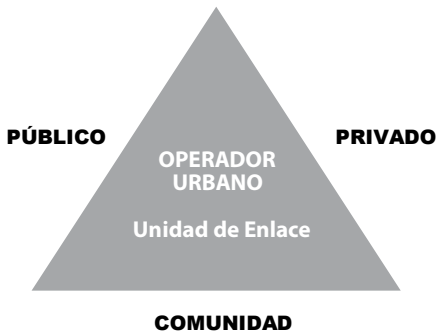 PÚBLICO
PRIVADO
OPERADOR
URBANO
Unidad de Enlace
COMUNIDAD